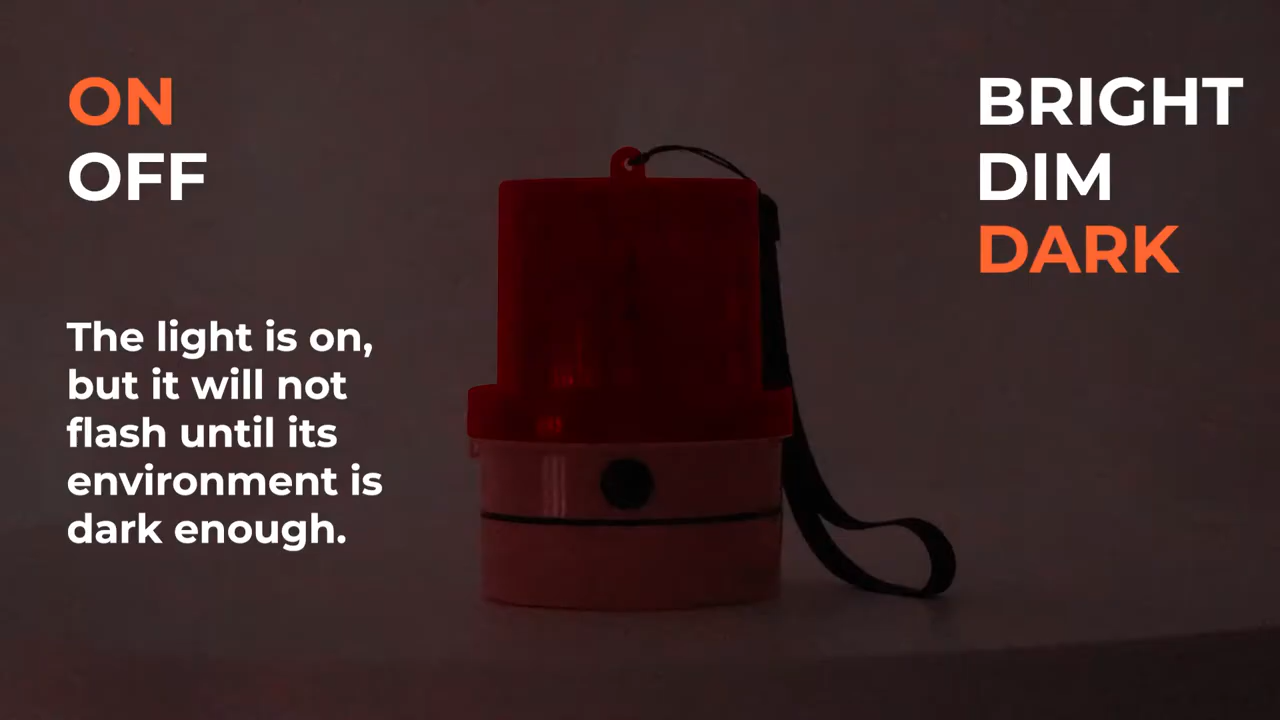 ON
OFF
BRIGHT
DIM
DARK
The light is on,
but it will not
flash until its
environment is
dark enough.